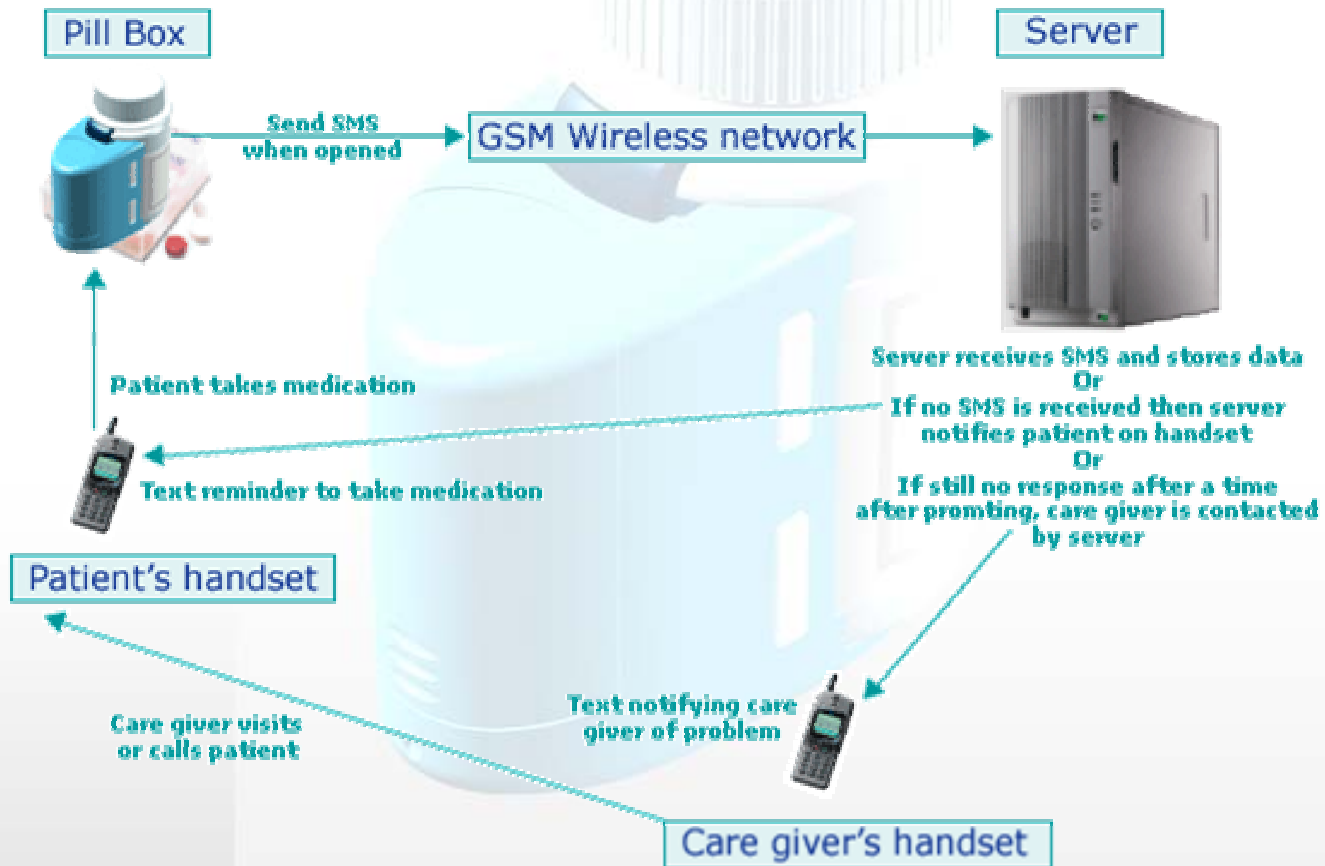 Pill Box
Server
Send SMS
when opened
GSM Wireless network
Patient takes medication
Text reminder to take medication
Server receives SMS and stores data
Or
If no SMS is received then server
notifies patient on handset
Or
If still no response after a time
after promting, care giver is contacted
by server
Patient's handset
Care giver visits
or calls patient
Text notifying care
giver of problem
Care giver's handset